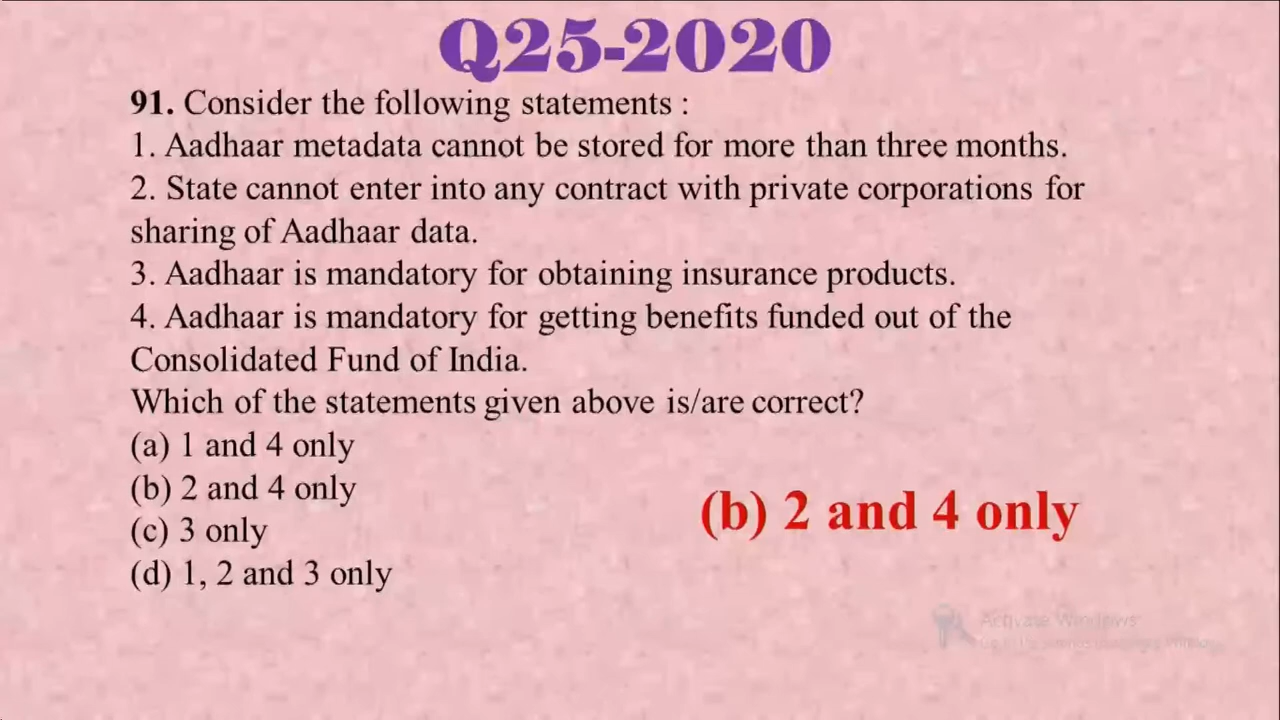 Q25-2020
91. Consider the following statements :
1. Aadhaar metadata cannot be stored for more than three months.
2. State cannot enter into any contract with private corporations for
sharing of Aadhaar data.
3. Aadhaar is mandatory for obtaining insurance products.
4. Aadhaar is mandatory for getting benefits funded out of the
Consolidated Fund of India.
Which of the statements given above is/are correct?
(a) 1 and 4 only
(b) 2 and 4 only
(c) 3 only
(d) 1, 2 and 3 only
(b) 2 and 4 only
Activate Windows